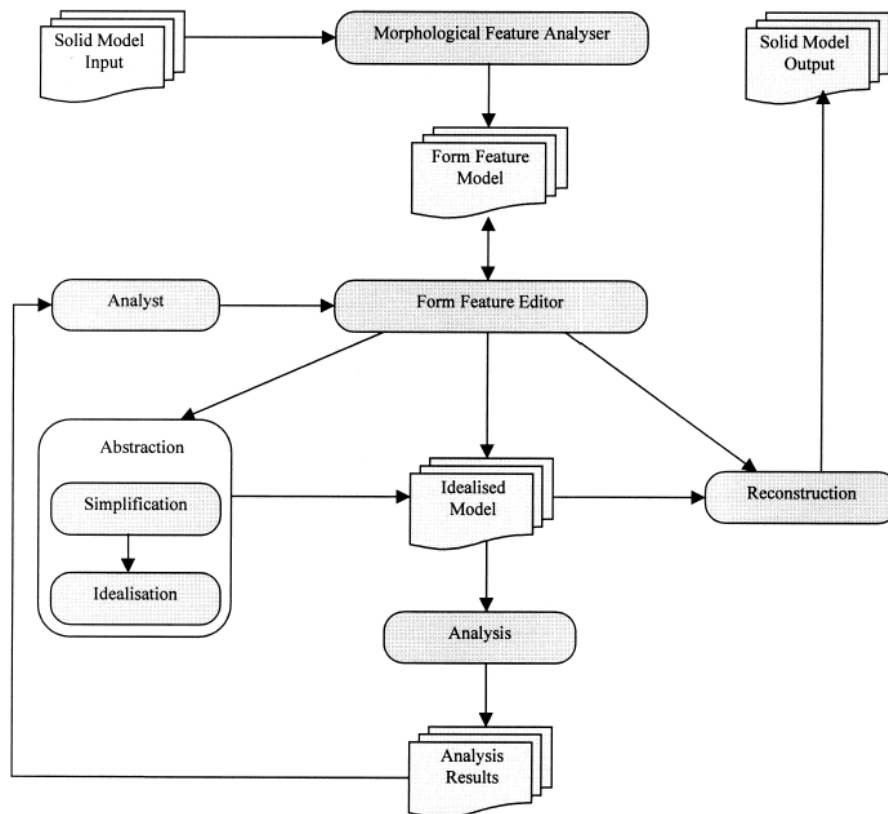 Solid Model
Input
Morphological Feature Analyser
Solid Model
Output
Form Feature
Model
Analyst
Form Feature Editor
Abstraction
Simplification
Idealisation
Idealised
Model
Reconstruction
Analysis
Analysis
Results